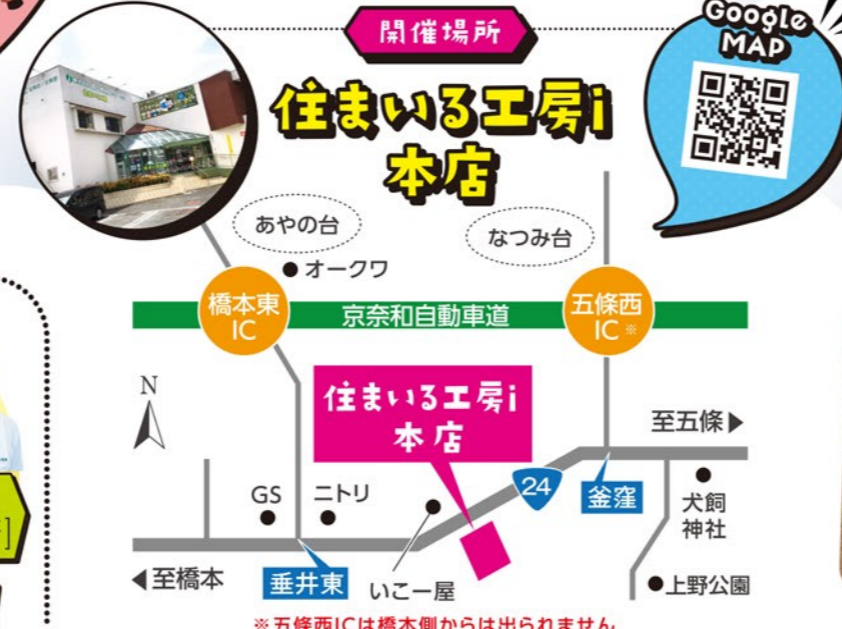 開催場所
Google
MAP
住まいる工房i
本店
あやの台
なつみ台
オークワ
橋本東
IC
京奈和自動車道
五條西
IC ※
N
住まいる工房i
本店
至五條▶
24
釜窪
GS
ニトリ
犬飼
神社
◀至橋本
垂井東
いこー屋
上野公園
※五條西ICは橋本側からは出られません